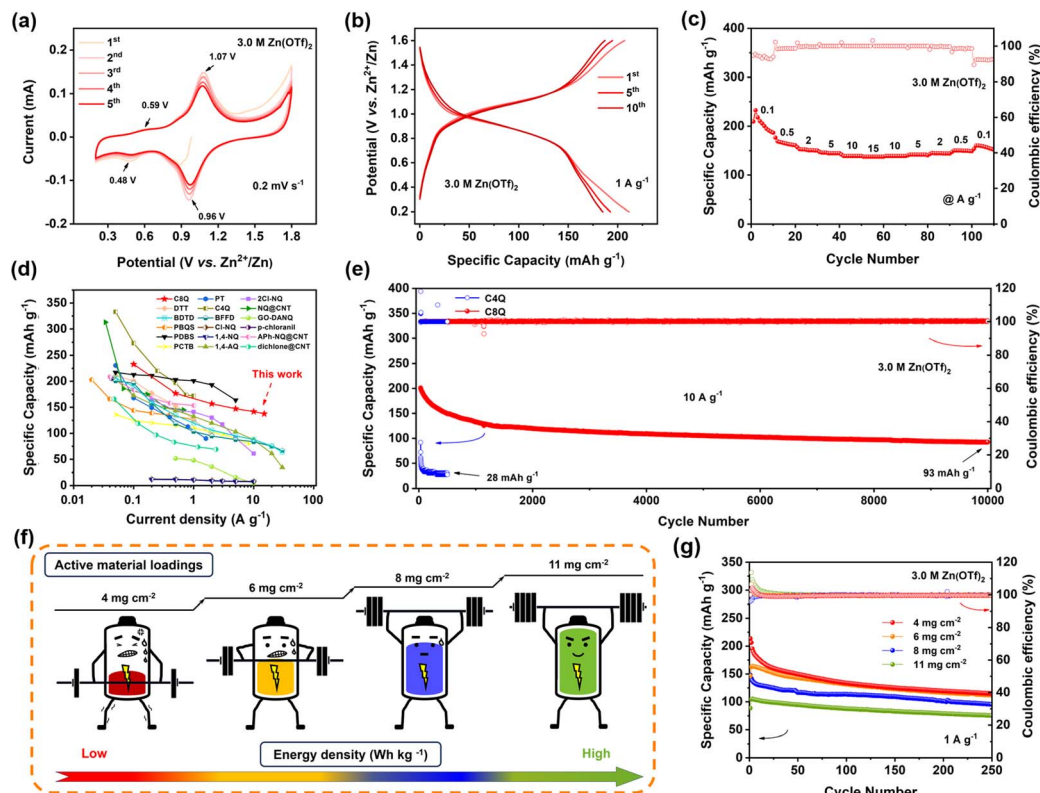 (a)
1st
2nd
3rd
4th
5th
3.0 M Zn(OTf)2
1.07 V
0.59 V
0.48 V
0.96 V
0.2 mV s-1
Current (mA)
0.2
0.1
0.0
-0.1
-0.2
0.3 0.6 0.9 1.2 1.5 1.8
Potential (V vs. Zn2+/Zn)
(b)
1st
5th
10th
3.0 M Zn(OTf)2
1 A g-1
Potential (V vs. Zn2+/Zn)
1.6
1.4
1.2
1.0
0.8
0.6
0.4
0.2
0 50 100 150 200
Specific Capacity (mAh g-1)
(c)
3.0 M Zn(OTf)2
0.1
0.5 2 5 10 15 10 5 2 0.5 0.1
@ A g-1
Specific Capacity (mAh g-1)
400
350
300
250
200
150
100
50
0
Coulombic efficiency (%)
100
80
60
40
20
0
0 20 40 60 80 100
Cycle Number
(d)
C8Q PT 2Cl-NQ
DTT C4Q NQ@CNT
BDTD BFFD GO-DANQ
PBQS Cl-NQ p-chloranil
PDBS 1,4-NQ APh-NQ@CNT
PCTB 1,4-AQ dichlone@CNT
This work
Specific Capacity (mAh g-1)
350
300
250
200
150
100
50
0
0.01 0.1 1 10 100
Current density (A g-1)
(e)
C4Q
C8Q
3.0 M Zn(OTf)2
10 A g-1
28 mAh g-1
93 mAh g-1
Specific Capacity (mAh g-1)
400
350
300
250
200
150
100
50
0
Coulombic efficiency (%)
120
100
80
60
40
20
0
0 2000 4000 6000 8000 10000
Cycle Number
(f)
Active material loadings
4 mg cm-2
6 mg cm-2
8 mg cm-2
11 mg cm-2
Low
Energy density (Wh kg -1)
High
(g)
3.0 M Zn(OTf)2
4 mg cm-2
6 mg cm-2
8 mg cm-2
11 mg cm-2
1 A g-1
Specific Capacity (mAh g-1)
350
300
250
200
150
100
50
0
Coulombic efficiency (%)
120
100
80
60
40
20
0
0 50 100 150 200 250
Cycle Number